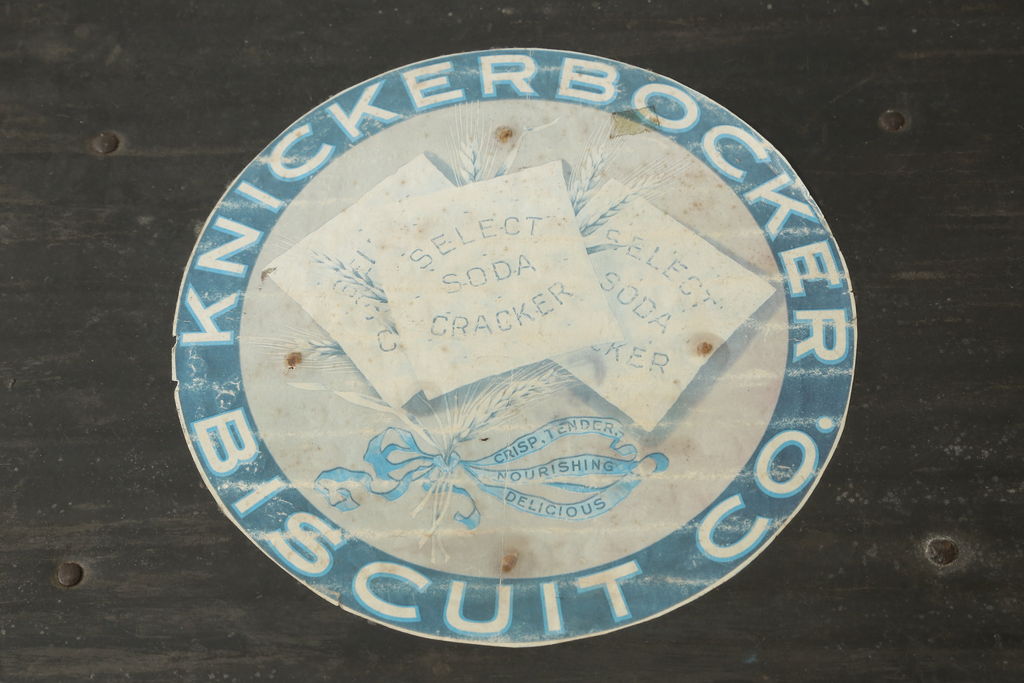 KNICKERBOCKER
BISCUIT CO.
SELECT
SODA
CRACKER
SELECT
SODA
CKER
CRISP, TENDER,
NOURISHING
DELICIOUS